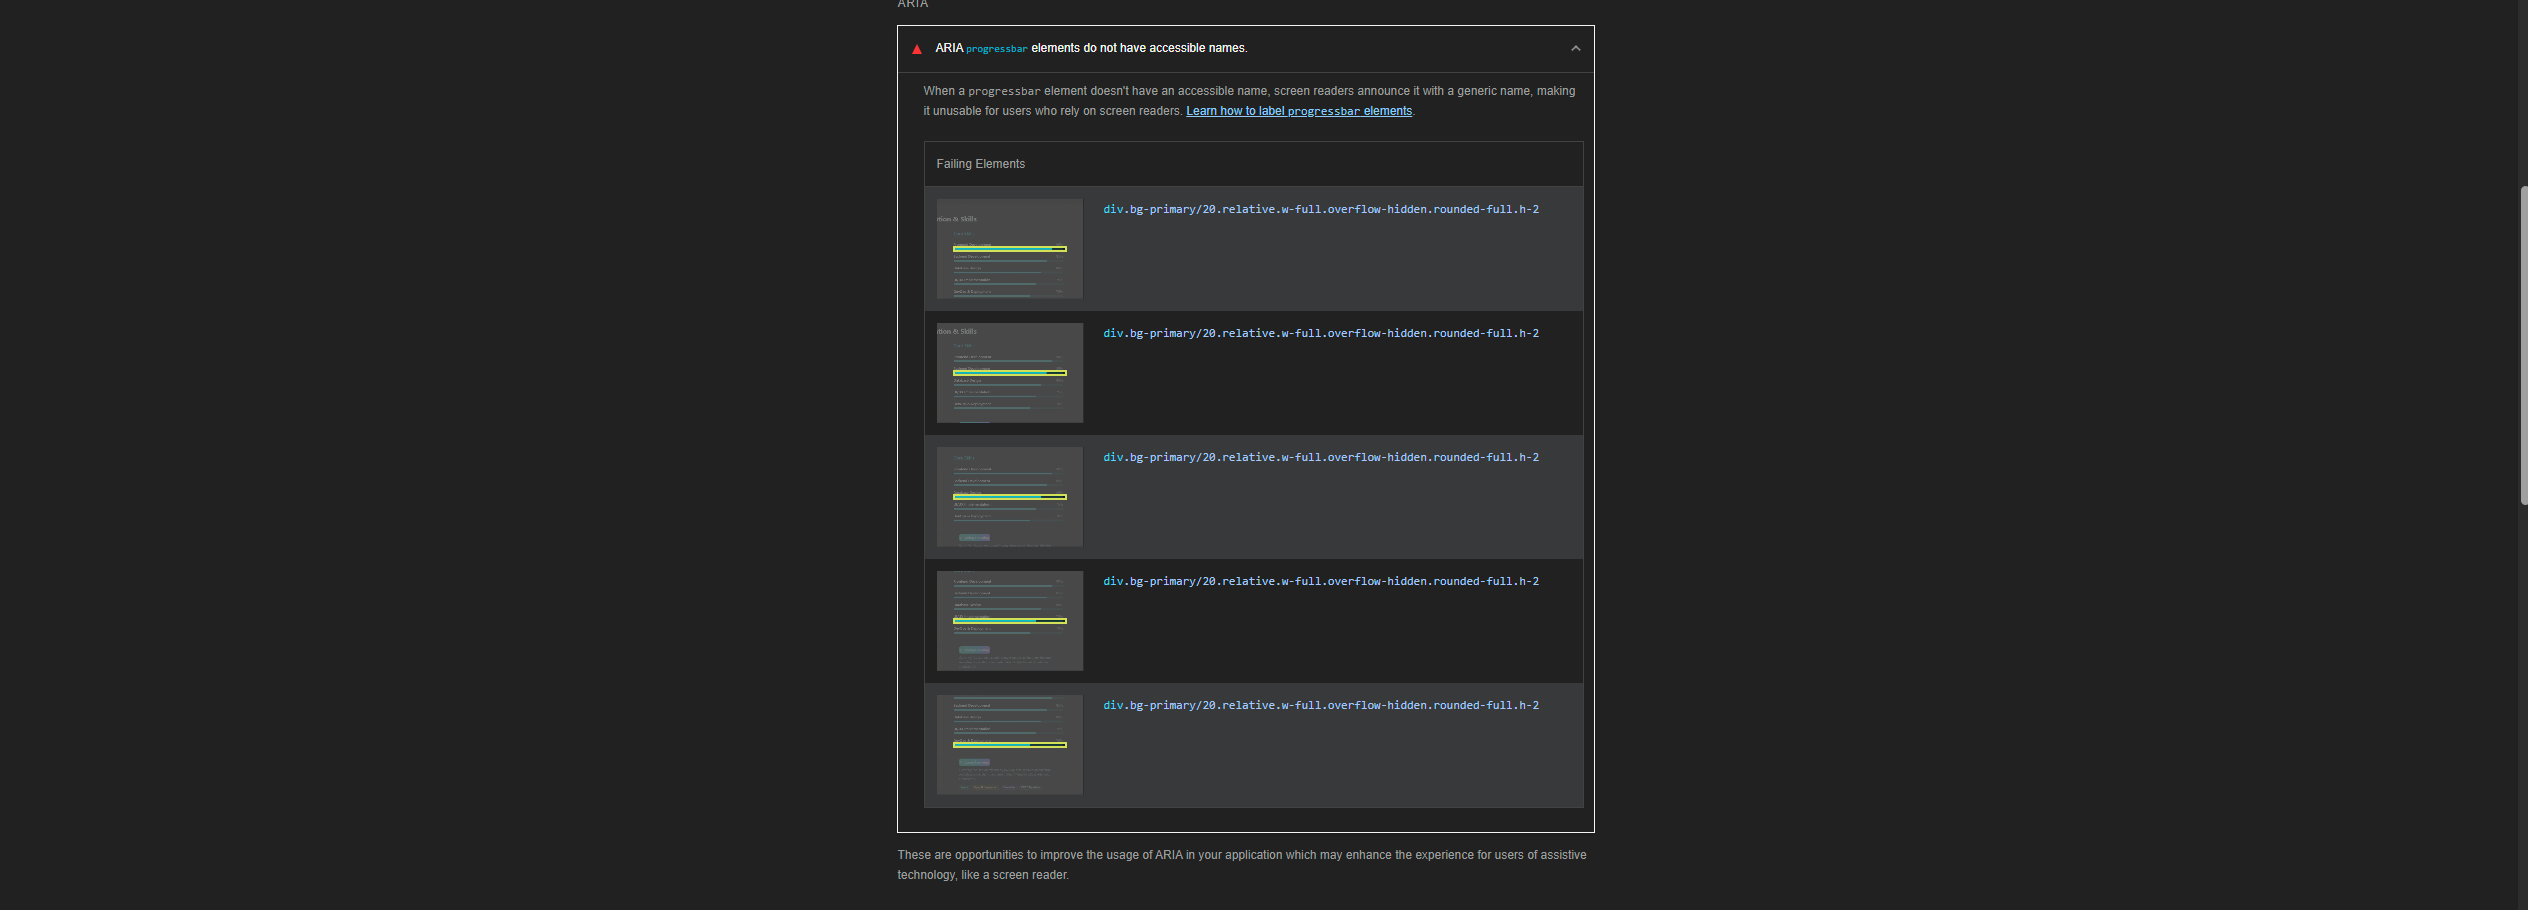 ARIA
ARIA progressbar elements do not have accessible names.
When a progressbar element doesn't have an accessible name, screen readers announce it with a generic name, making
it unusable for users who rely on screen readers. Learn how to label progressbar elements.
Failing Elements
tion & Skills
div.bg-primary/20.relative.w-full.overflow-hidden.rounded-full.h-2
tion & Skills
div.bg-primary/20.relative.w-full.overflow-hidden.rounded-full.h-2
div.bg-primary/20.relative.w-full.overflow-hidden.rounded-full.h-2
div.bg-primary/20.relative.w-full.overflow-hidden.rounded-full.h-2
div.bg-primary/20.relative.w-full.overflow-hidden.rounded-full.h-2
These are opportunities to improve the usage of ARIA in your application which may enhance the experience for users of assistive
technology, like a screen reader.